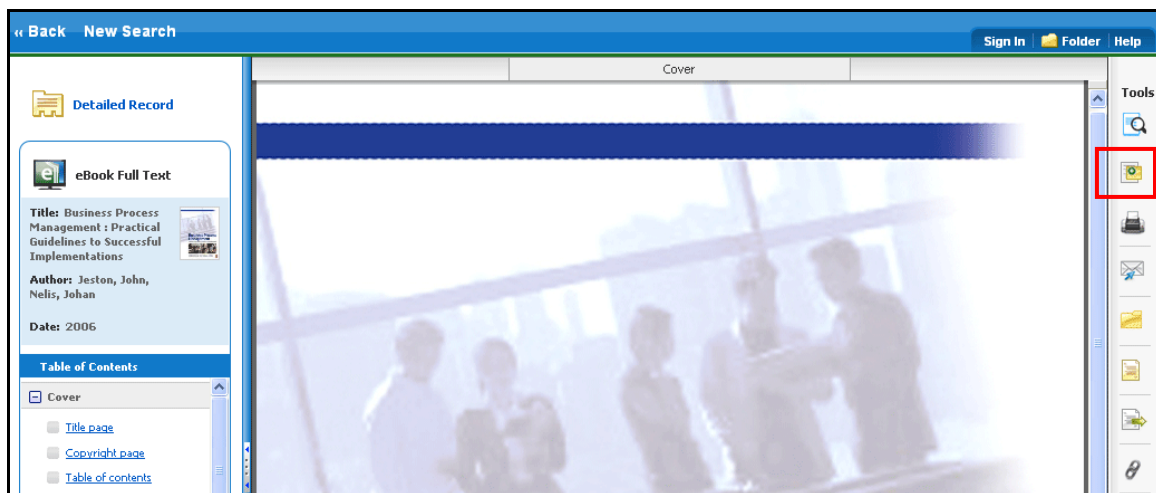 ‹‹ Back New Search
Sign In Folder Help
Cover
Tools
Detailed Record
eBook Full Text
Title: Business Process
Management : Practical
Guidelines to Successful
Implementations
Author: Jeston, John,
Nelis, Johan
Date: 2006
Table of Contents
Cover
Title page
Copyright page
Table of contents